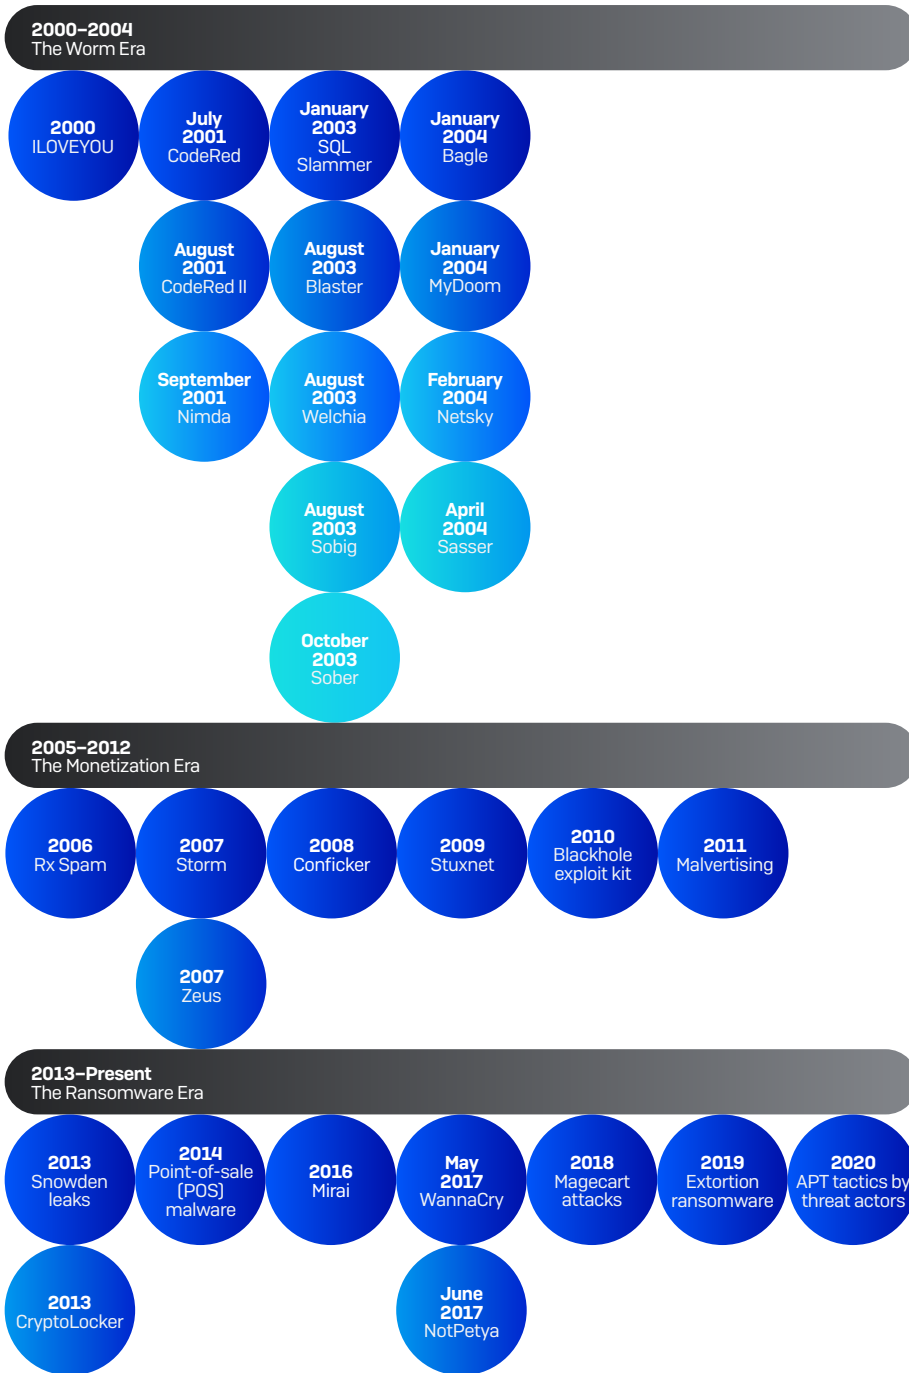 2000–2004
The Worm Era
2000
ILOVEYOU
July
2001
CodeRed
January
2003
SQL
Slammer
January
2004
Bagle
August
2001
CodeRed II
August
2003
Blaster
January
2004
MyDoom
September
2001
Nimda
August
2003
Welchia
February
2004
Netsky
August
2003
Sobig
April
2004
Sasser
October
2003
Sober
2005–2012
The Monetization Era
2006
Rx Spam
2007
Storm
2008
Conficker
2009
Stuxnet
2010
Blackhole
exploit kit
2011
Malvertising
2007
Zeus
2013–Present
The Ransomware Era
2013
Snowden
leaks
2014
Point-of-sale
(POS)
malware
2016
Mirai
May
2017
WannaCry
2018
Magecart
attacks
2019
Extortion
ransomware
2020
APT tactics by
threat actors
2013
CryptoLocker
June
2017
NotPetya